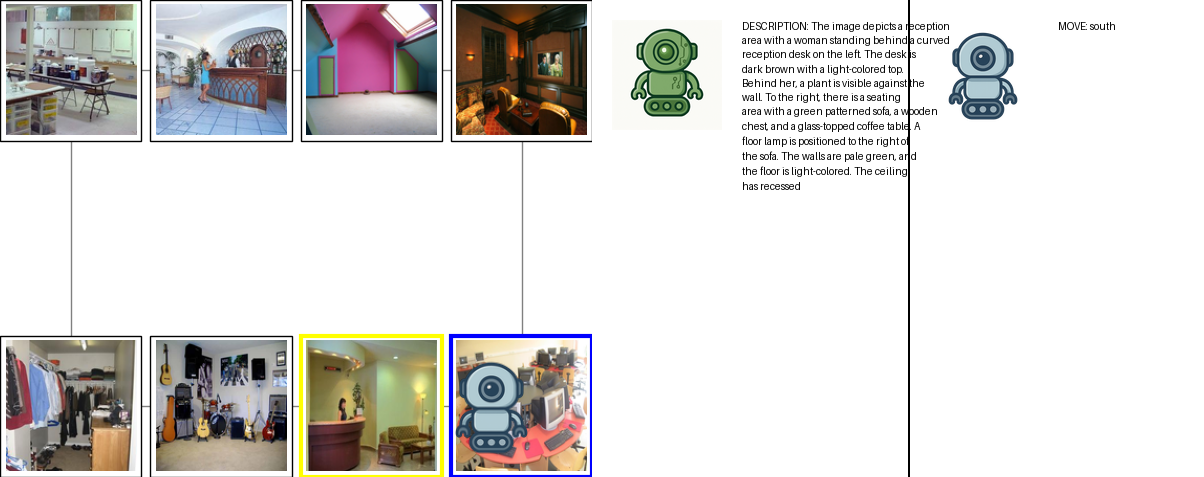 DESCRIPTION: The image depicts a reception
area with a woman standing behind a curved
reception desk on the left. The desk is
dark brown with a light-colored top.
Behind her, a plant is visible against the
wall. To the right, there is a seating
area with a green patterned sofa, a wooden
chest, and a glass-topped coffee table. A
floor lamp is positioned to the right of
the sofa. The walls are pale green, and
the floor is light-colored. The ceiling
has recessed
MOVE: south